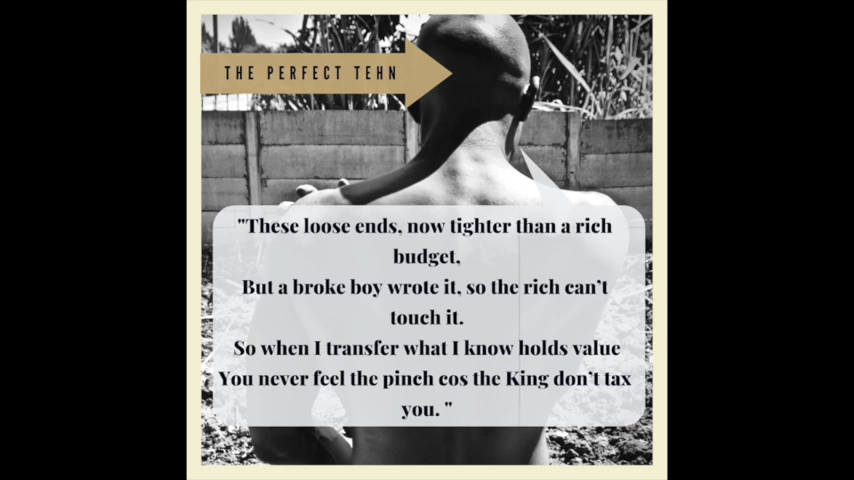 THE PERFECT TEHN
"These loose ends, now tighter than a rich
budget,
But a broke boy wrote it, so the rich can't
touch it.
So when I transfer what I know holds value
You never feel the pinch cos the King don't tax
you. "